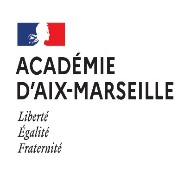 ACADÉMIE
D'AIX-MARSEILLE
Liberté
Égalité
Fraternité